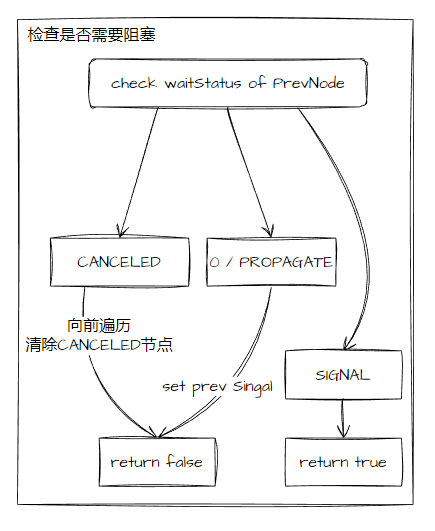 检查是否需要阻塞
check waitStatus of PrevNode
CANCELED
0 / PROPAGATE
向前遍历
清除CANCELED节点
SIGNAL
set prev Singal
return false
return true